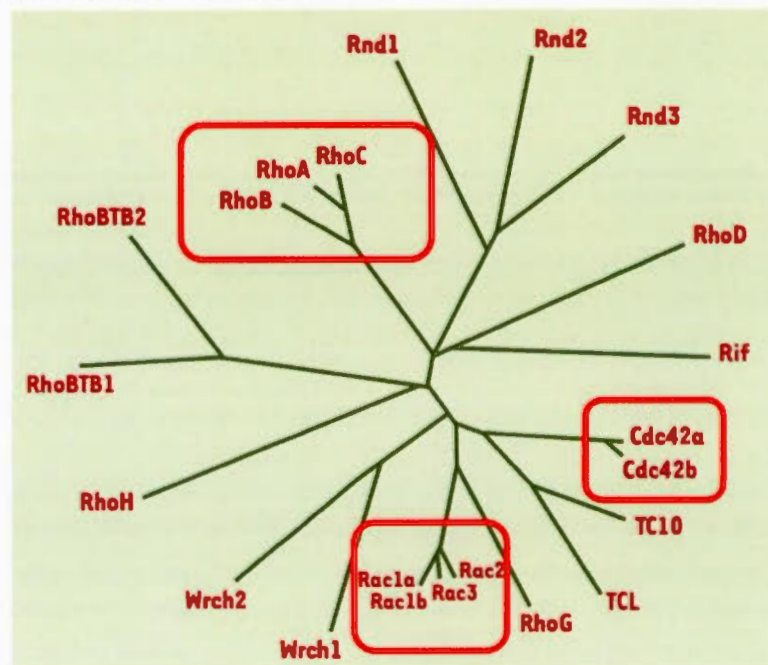 Rnd1
Rnd2
Rnd3
RhoC
RhoA
RhoB
RhoBTB2
RhoD
Rif
RhoBTB1
Cdc42a
Cdc42b
RhoH
TC10
Rac1a
Rac2
Rac1b
Rac3
Wrch2
TCL
RhoG
Wrch1